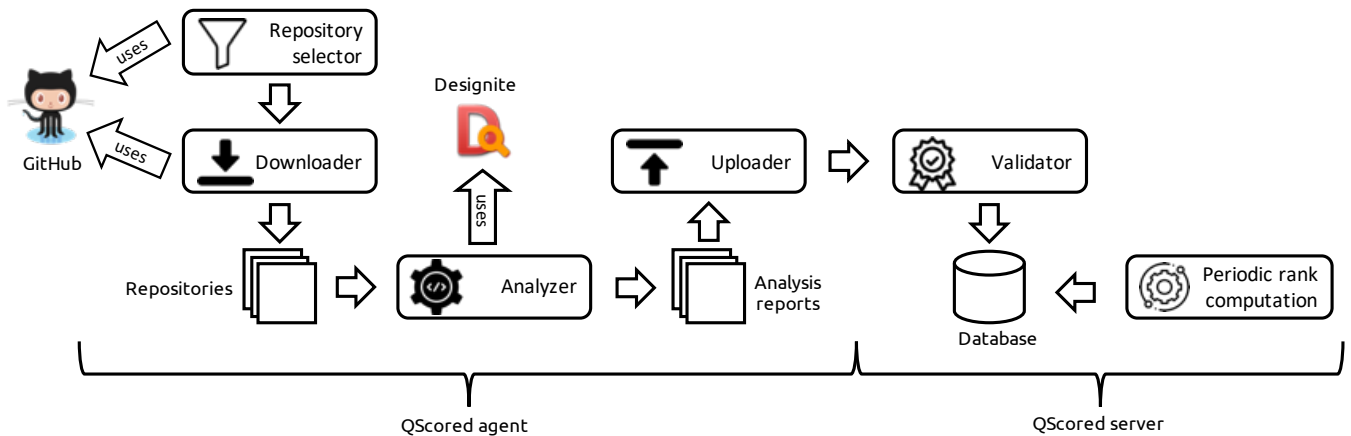 Repository
selector
uses
Designite
GitHub
uses
Downloader
Uploader
Validator
uses
Repositories
Analyzer
Analysis
reports
Periodic rank
computation
Database
QScored agent
QScored server